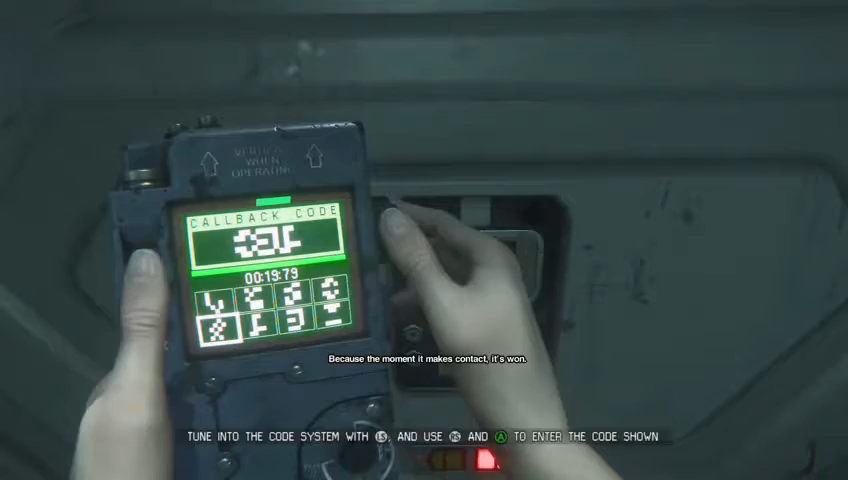 VERTICAL
WHEN
OPERATING
CALLBACK CODE
00:19:79
Because the moment it makes contact, it's won.
TUNE INTO THE CODE SYSTEM WITH LS, AND USE RS AND A TO ENTER THE CODE SHOWN